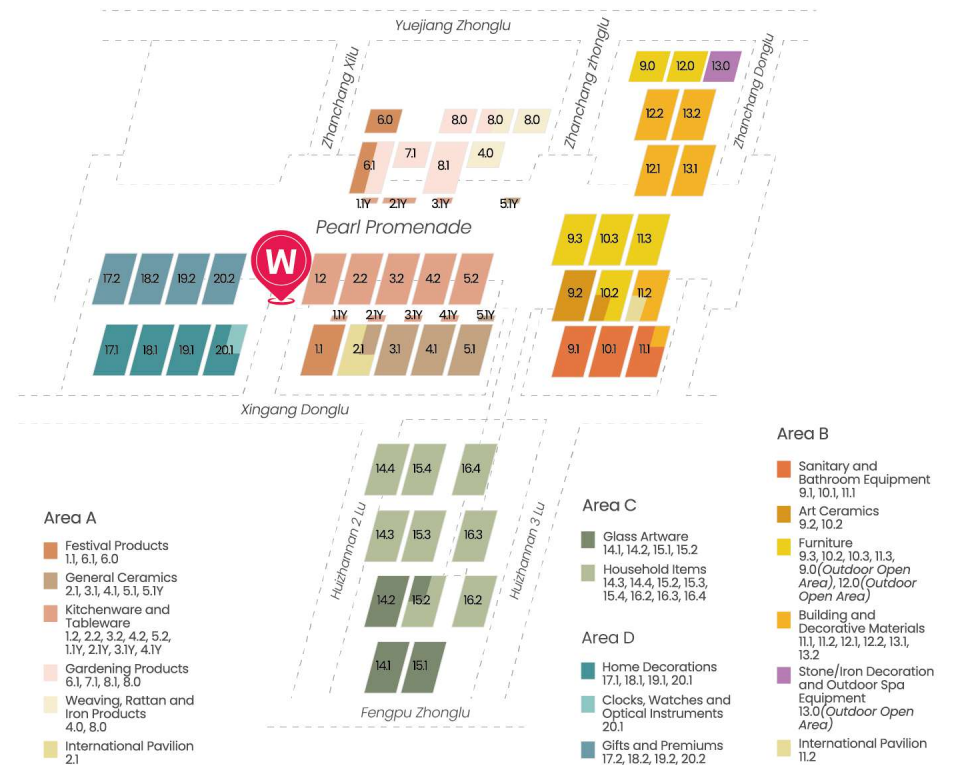 Yuejiang Zhonglu
Zhanchang Xilu
Zhanchang zhonglu
Zhanchang Donglu
9.0 12.0 13.0
12.2 13.2
6.0 8.0 8.0 8.0
7.1 4.0
6.1 8.1
12.1 13.1
1.1Y 2.1Y 3.1Y 5.1Y
Pearl Promenade
9.3 10.3 11.3
W
17.2 18.2 19.2 20.2
1.2 2.2 3.2 4.2 5.2
9.2 10.2 11.2
1.1Y 2.1Y 3.1Y 4.1Y 5.1Y
17.1 18.1 19.1 20.1
1.1 2.1 3.1 4.1 5.1
9.1 10.1 11.1
Xingang Donglu
14.4 15.4 16.4
14.3 15.3 16.3
14.2 15.2 16.2
14.1 15.1
Huizhannan 2 Lu
Huizhannan 3 Lu
Fengpu Zhonglu
Area A
Festival Products
1.1, 6.1, 6.0
General Ceramics
2.1, 3.1, 4.1, 5.1, 5.1Y
Kitchenware and
Tableware
1.2, 2.2, 3.2, 4.2, 5.2,
1.1Y, 2.1Y, 3.1Y, 4.1Y
Gardening Products
6.1, 7.1, 8.1, 8.0
Weaving, Rattan and
Iron Products
4.0, 8.0
International Pavilion
2.1
Area C
Glass Artware
14.1, 14.2, 15.1, 15.2
Household Items
14.3, 14.4, 15.2, 15.3,
15.4, 16.2, 16.3, 16.4
Area D
Home Decorations
17.1, 18.1, 19.1, 20.1
Clocks, Watches and
Optical Instruments
20.1
Gifts and Premiums
17.2, 18.2, 19.2, 20.2
Area B
Sanitary and
Bathroom Equipment
9.1, 10.1, 11.1
Art Ceramics
9.2, 10.2
Furniture
9.3, 10.2, 10.3, 11.3,
9.0(Outdoor Open
Area), 12.0(Outdoor
Open Area)
Building and
Decorative Materials
11.1, 11.2, 12.1, 12.2, 13.1,
13.2
Stone/Iron Decoration
and Outdoor Spa
Equipment
13.0(Outdoor Open
Area)
International Pavilion
11.2